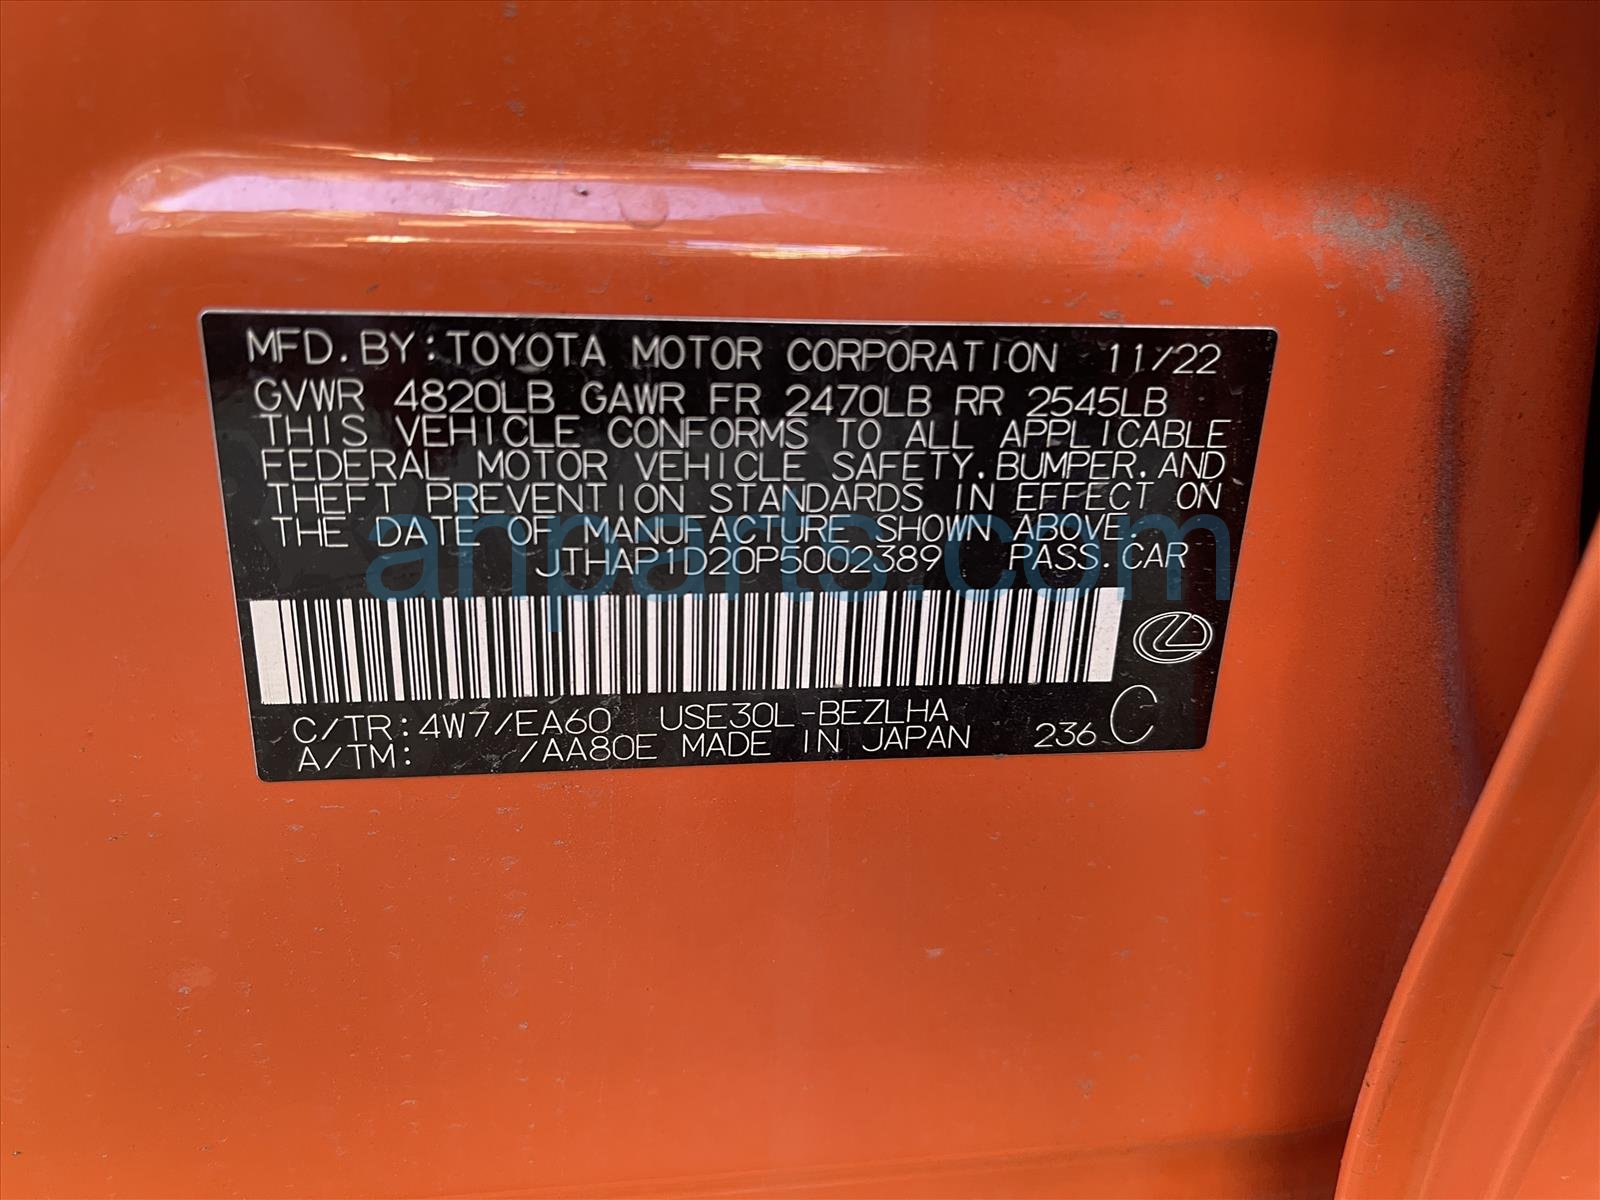 MFD. BY: TOYOTA MOTOR CORPORATION 11/22
GVWR 4820LB GAWR FR 2470LB RR 2545LB
THIS VEHICLE CONFORMS TO ALL APPLICABLE
FEDERAL MOTOR VEHICLE SAFETY, BUMPER, AND
THEFT PREVENTION STANDARDS IN EFFECT ON
THE DATE OF MANUFACTURE SHOWN ABOVE.
JTHAP1D20P5002389 PASS. CAR
ahparts.com
C/TR: 4W7/EA60 USE30L-BEZLHA
A/TM: /AA80E MADE IN JAPAN 236 C